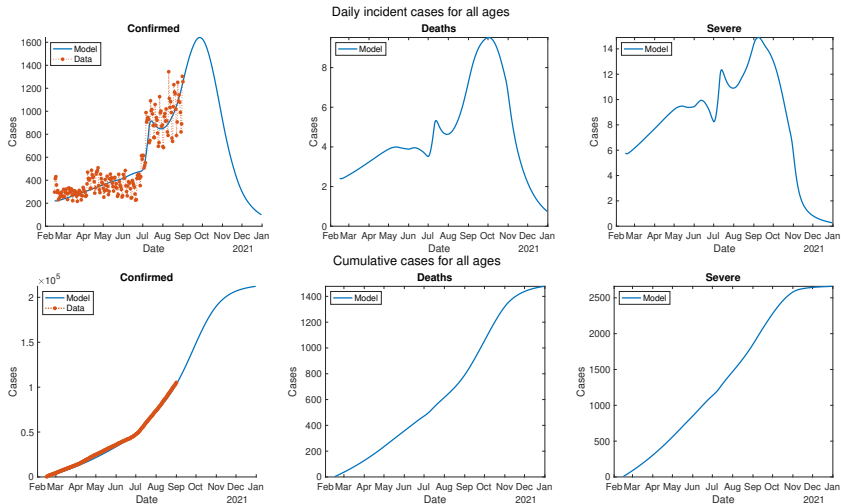 Daily incident cases for all ages
Confirmed
Deaths
Severe
Model
Data
Model
Model
Cases
1600
1400
1200
1000
800
600
400
200
0
Cases
8
6
4
2
0
Cases
14
12
10
8
6
4
2
0
Feb Mar Apr May Jun Jul Aug Sep Oct Nov Dec Jan
Feb Mar Apr May Jun Jul Aug Sep Oct Nov Dec Jan
Feb Mar Apr May Jun Jul Aug Sep Oct Nov Dec Jan
Date 2021
Date 2021
Date 2021
Cumulative cases for all ages
×10⁵
Confirmed
Deaths
Severe
Model
Data
Model
Model
Cases
2
1.5
1
0.5
0
Cases
1400
1200
1000
800
600
400
200
0
Cases
2500
2000
1500
1000
500
0
Feb Mar Apr May Jun Jul Aug Sep Oct Nov Dec Jan
Feb Mar Apr May Jun Jul Aug Sep Oct Nov Dec Jan
Feb Mar Apr May Jun Jul Aug Sep Oct Nov Dec Jan
Date 2021
Date 2021
Date 2021